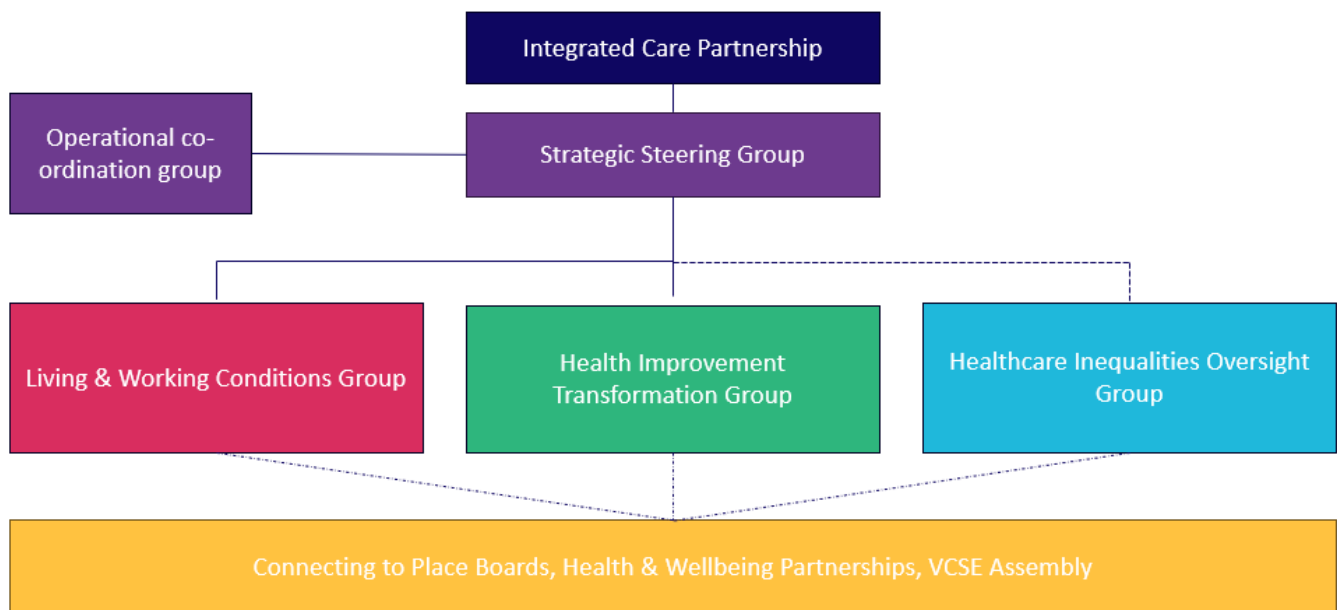 Integrated Care Partnership
Operational co-
ordination group
Strategic Steering Group
Living & Working Conditions Group
Health Improvement
Transformation Group
Healthcare Inequalities Oversight
Group
Connecting to Place Boards, Health & Wellbeing Partnerships, VCSE Assembly